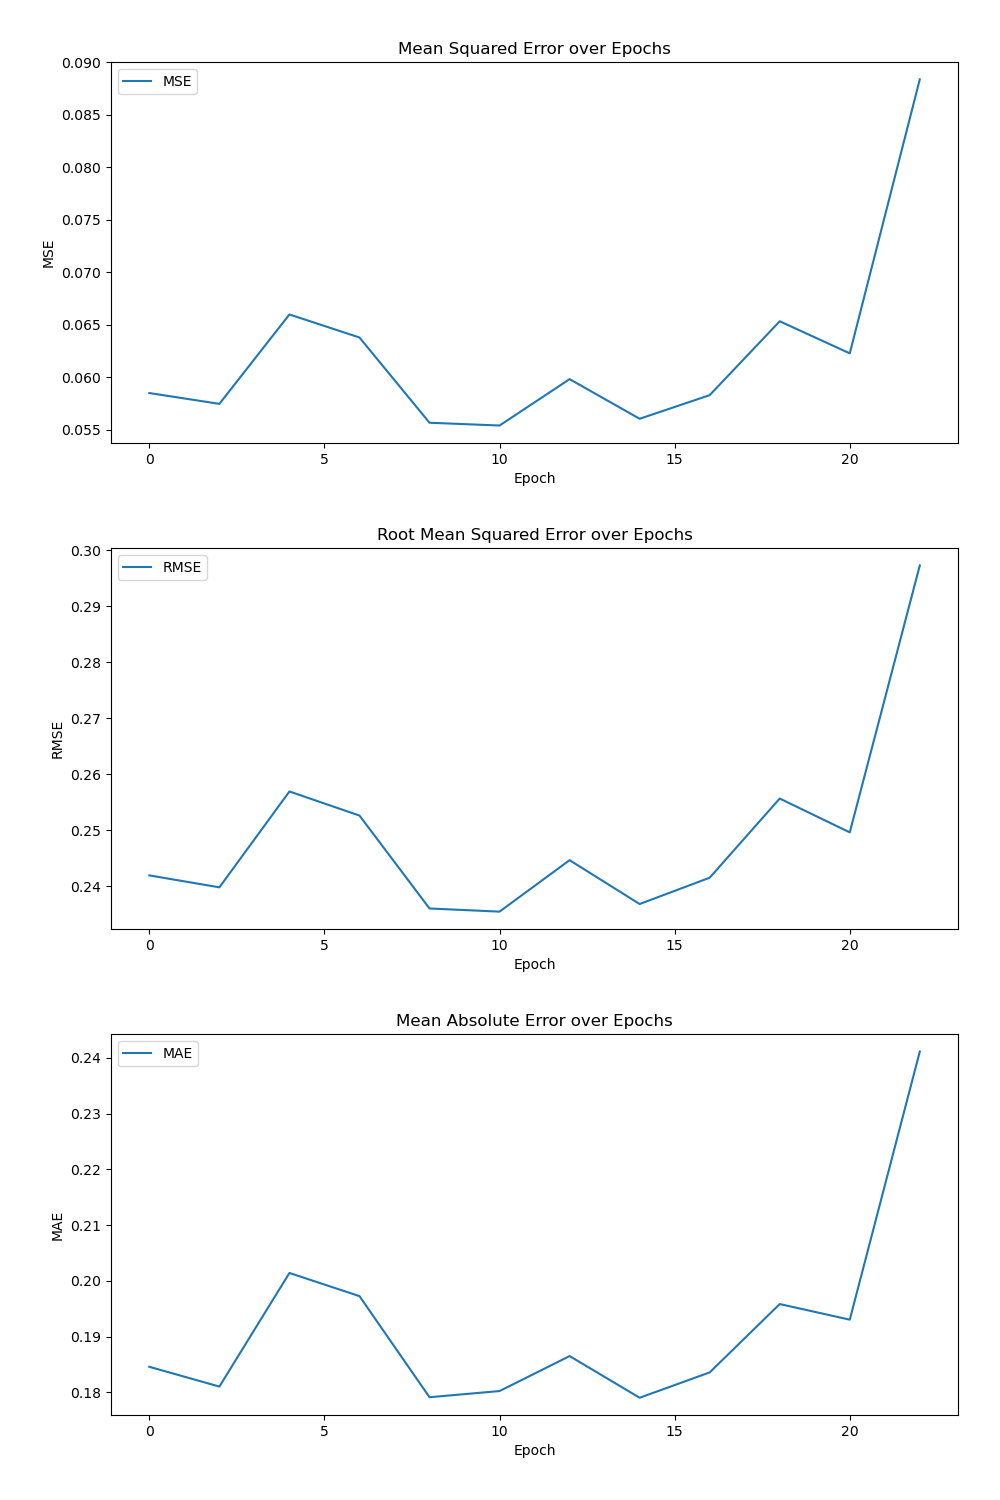 Mean Squared Error over Epochs
MSE
0.090
0.085
0.080
0.075
0.070
0.065
0.060
0.055
MSE
0 5 10 15 20
Epoch
Root Mean Squared Error over Epochs
RMSE
0.30
0.29
0.28
0.27
0.26
0.25
0.24
RMSE
0 5 10 15 20
Epoch
Mean Absolute Error over Epochs
MAE
0.24
0.23
0.22
0.21
0.20
0.19
0.18
MAE
0 5 10 15 20
Epoch